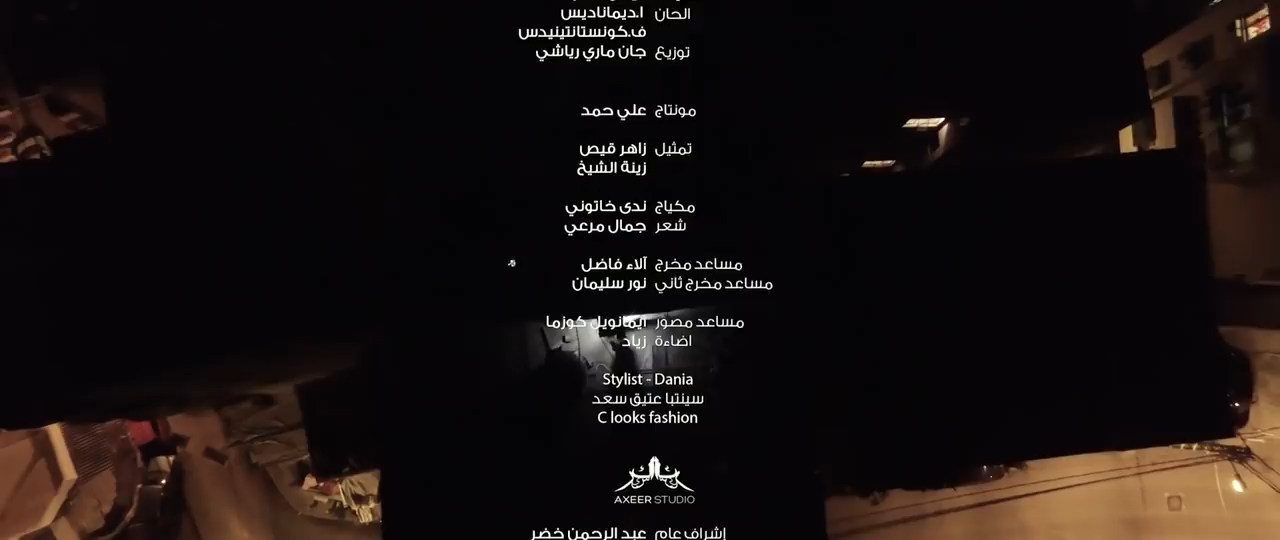 الحان ا.ديماناديس
ف.كونستانتينيدس
توزيع جان ماري رياشي
مونتاج علي حمد
تمثيل زاهر قيص
زينة الشيخ
مكياج ندى خاتوني
شعر جمال مرعي
مساعد مخرج آلاء فاضل
مساعد مخرج ثاني نور سليمان
مساعد مصور ايمانويل كوزما
اضاءة زياد
Stylist - Dania
سينتبا عتيق سعد
C looks fashion
AXEER STUDIO
إشراف عام عبد الرحمن خضر